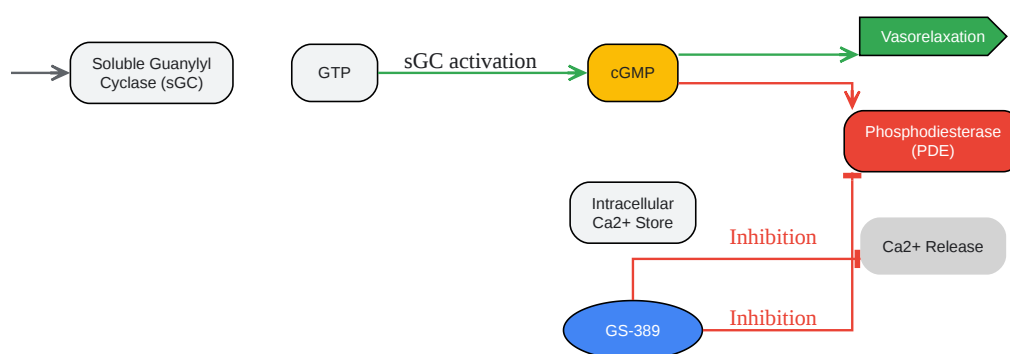 Vasorelaxation
Soluble Guanylyl
Cyclase (sGC)
GTP
sGC activation
cGMP
Phosphodiesterase
(PDE)
Intracellular
Ca2+ Store
Inhibition
Ca2+ Release
GS-389
Inhibition